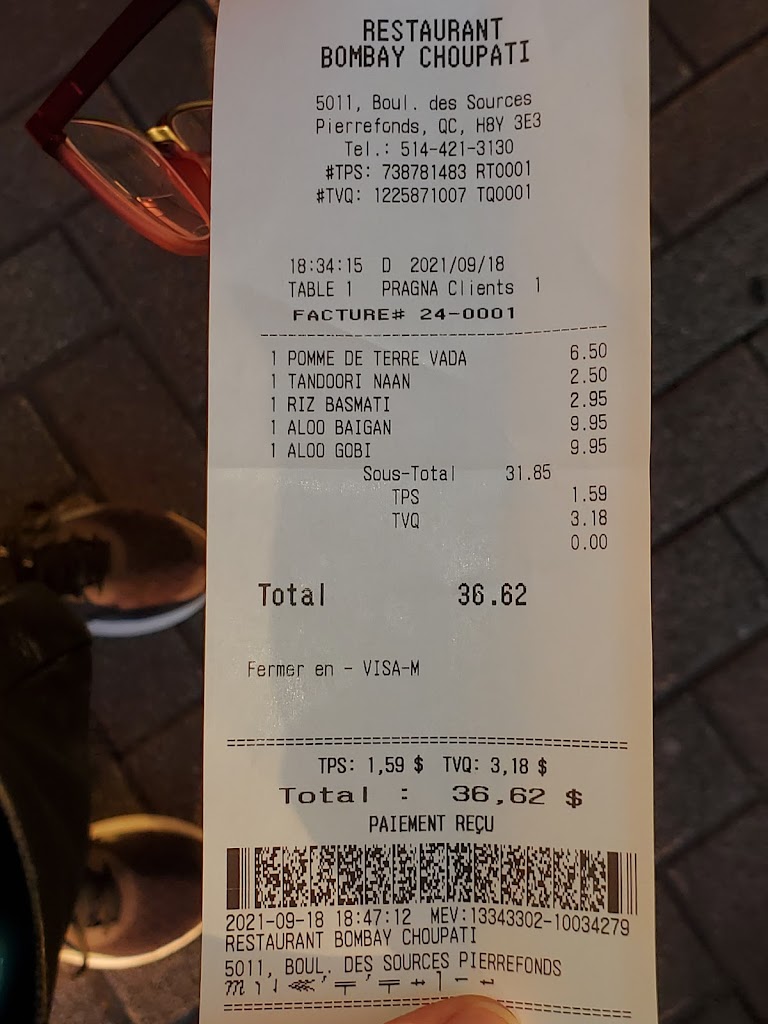 RESTAURANT
BOMBAY CHOUPATI
5011, Boul. des Sources
Pierrefonds, QC, H8Y 3E3
Tel.: 514-421-3130
#TPS: 738781483 RT0001
#TVQ: 1225871007 TQ0001
18:34:15 D 2021/09/18
TABLE 1 PRAGNA Clients 1
FACTURE# 24-0001
1 POMME DE TERRE VADA 6.50
1 TANDOORI NAAN 2.50
1 RIZ BASMATI 2.95
1 ALOO BAIGAN 9.95
1 ALOO GOBI 9.95
Sous-Total 31.85
TPS 1.59
TVQ 3.18
0.00
Total 36.62
Fermer en - VISA-M
TPS: 1,59 $ TVQ: 3,18 $
Total : 36,62 $
PAIEMENT REÇU
2021-09-18 18:47:12 MEV:13343302-10034279
RESTAURANT BOMBAY CHOUPATI
5011, BOUL. DES SOURCES PIERREFONDS